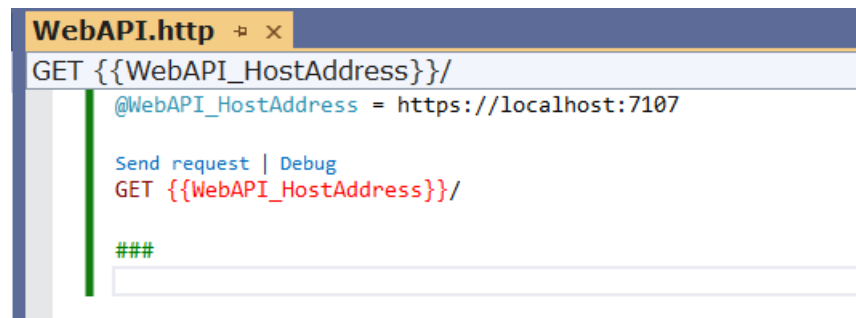 WebAPI.http
GET {{WebAPI_HostAddress}}/
@WebAPI_HostAddress = https://localhost:7107
Send request | Debug
GET {{WebAPI_HostAddress}}/
###